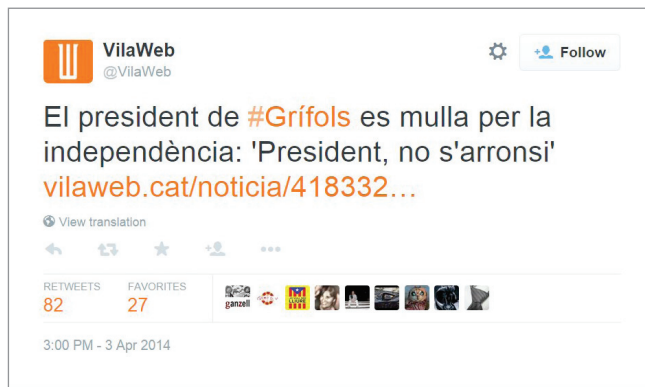 VilaWeb
@VilaWeb
Follow
El president de #Grífols es mulla per la
independència: 'President, no s'arronsi'
vilaweb.cat/noticia/418332…
View translation
RETWEETS
82
FAVORITES
27
ganzell
3:00 PM - 3 Apr 2014